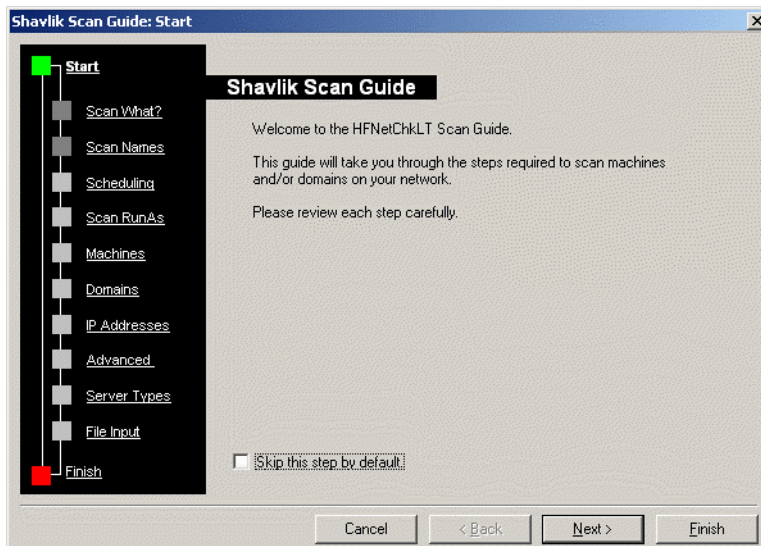 Shavlik Scan Guide: Start
Start
Scan What?
Scan Names
Scheduling
Scan RunAs
Machines
Domains
IP Addresses
Advanced
Server Types
File Input
Finish
Shavlik Scan Guide
Welcome to the HFNetChkLT Scan Guide.
This guide will take you through the steps required to scan machines
and/or domains on your network.
Please review each step carefully.
Skip this step by default.
Cancel
< Back
Next >
Finish